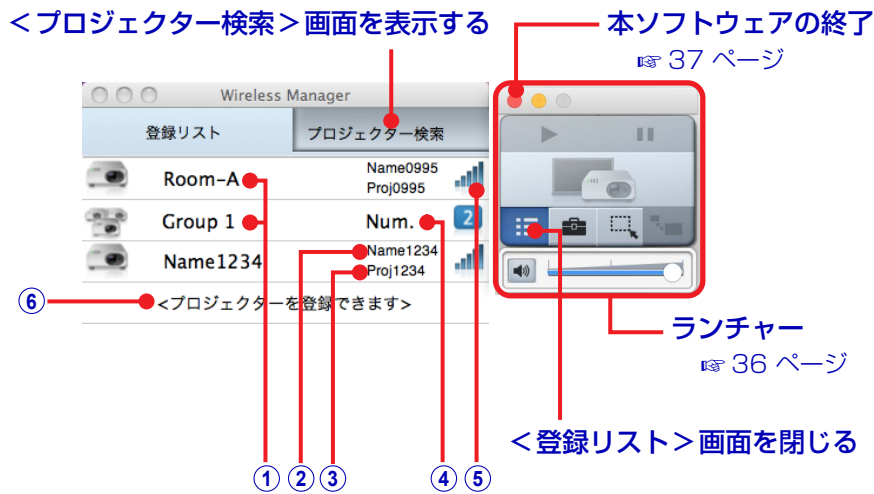 ＜プロジェクター検索＞画面を表示する
本ソフトウェアの終了
☞ 37 ページ
Wireless Manager
登録リスト
プロジェクター検索
Room-A
Name0995
Proj0995
Group 1
Num.
2
Name1234
Name1234
Proj1234
⑥
<プロジェクターを登録できます>
ランチャー
☞ 36 ページ
＜登録リスト＞画面を閉じる
① ② ③ ④ ⑤